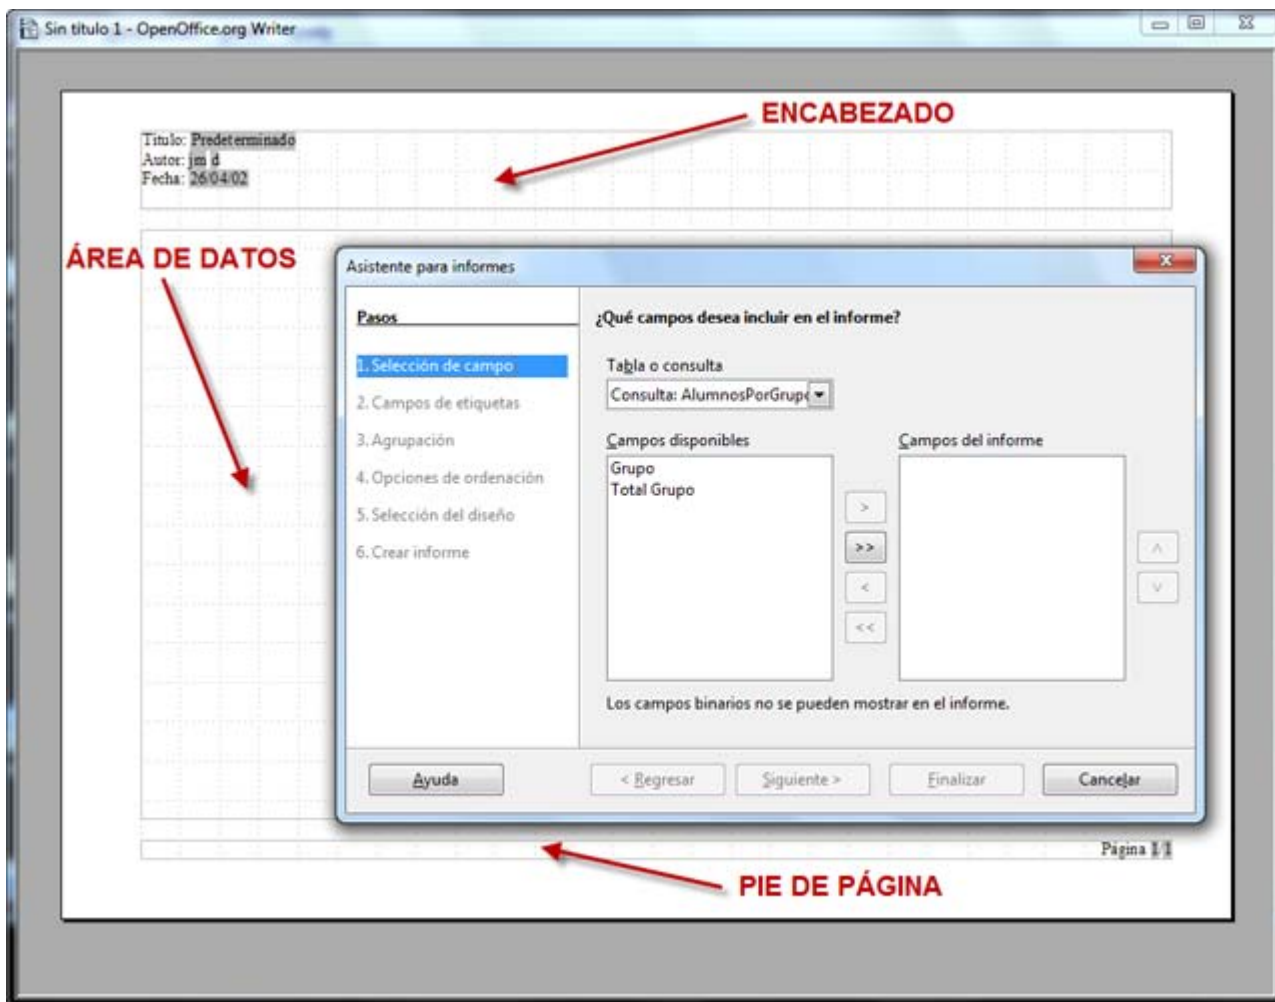 Sin título 1 - OpenOffice.org Writer
ENCABEZADO
Título: Predeterminado
Autor: jm d
Fecha: 26/04/02
ÁREA DE DATOS
Asistente para informes
Pasos
1. Selección de campo
2. Campos de etiquetas
3. Agrupación
4. Opciones de ordenación
5. Selección del diseño
6. Crear informe
¿Qué campos desea incluir en el informe?
Tabla o consulta
Consulta: AlumnosPorGrupo
Campos disponibles
Grupo
Total Grupo
>
>>
<
<<
Campos del informe
Los campos binarios no se pueden mostrar en el informe.
Ayuda
< Regresar
Siguiente >
Finalizar
Cancelar
Página 1/1
PIE DE PÁGINA